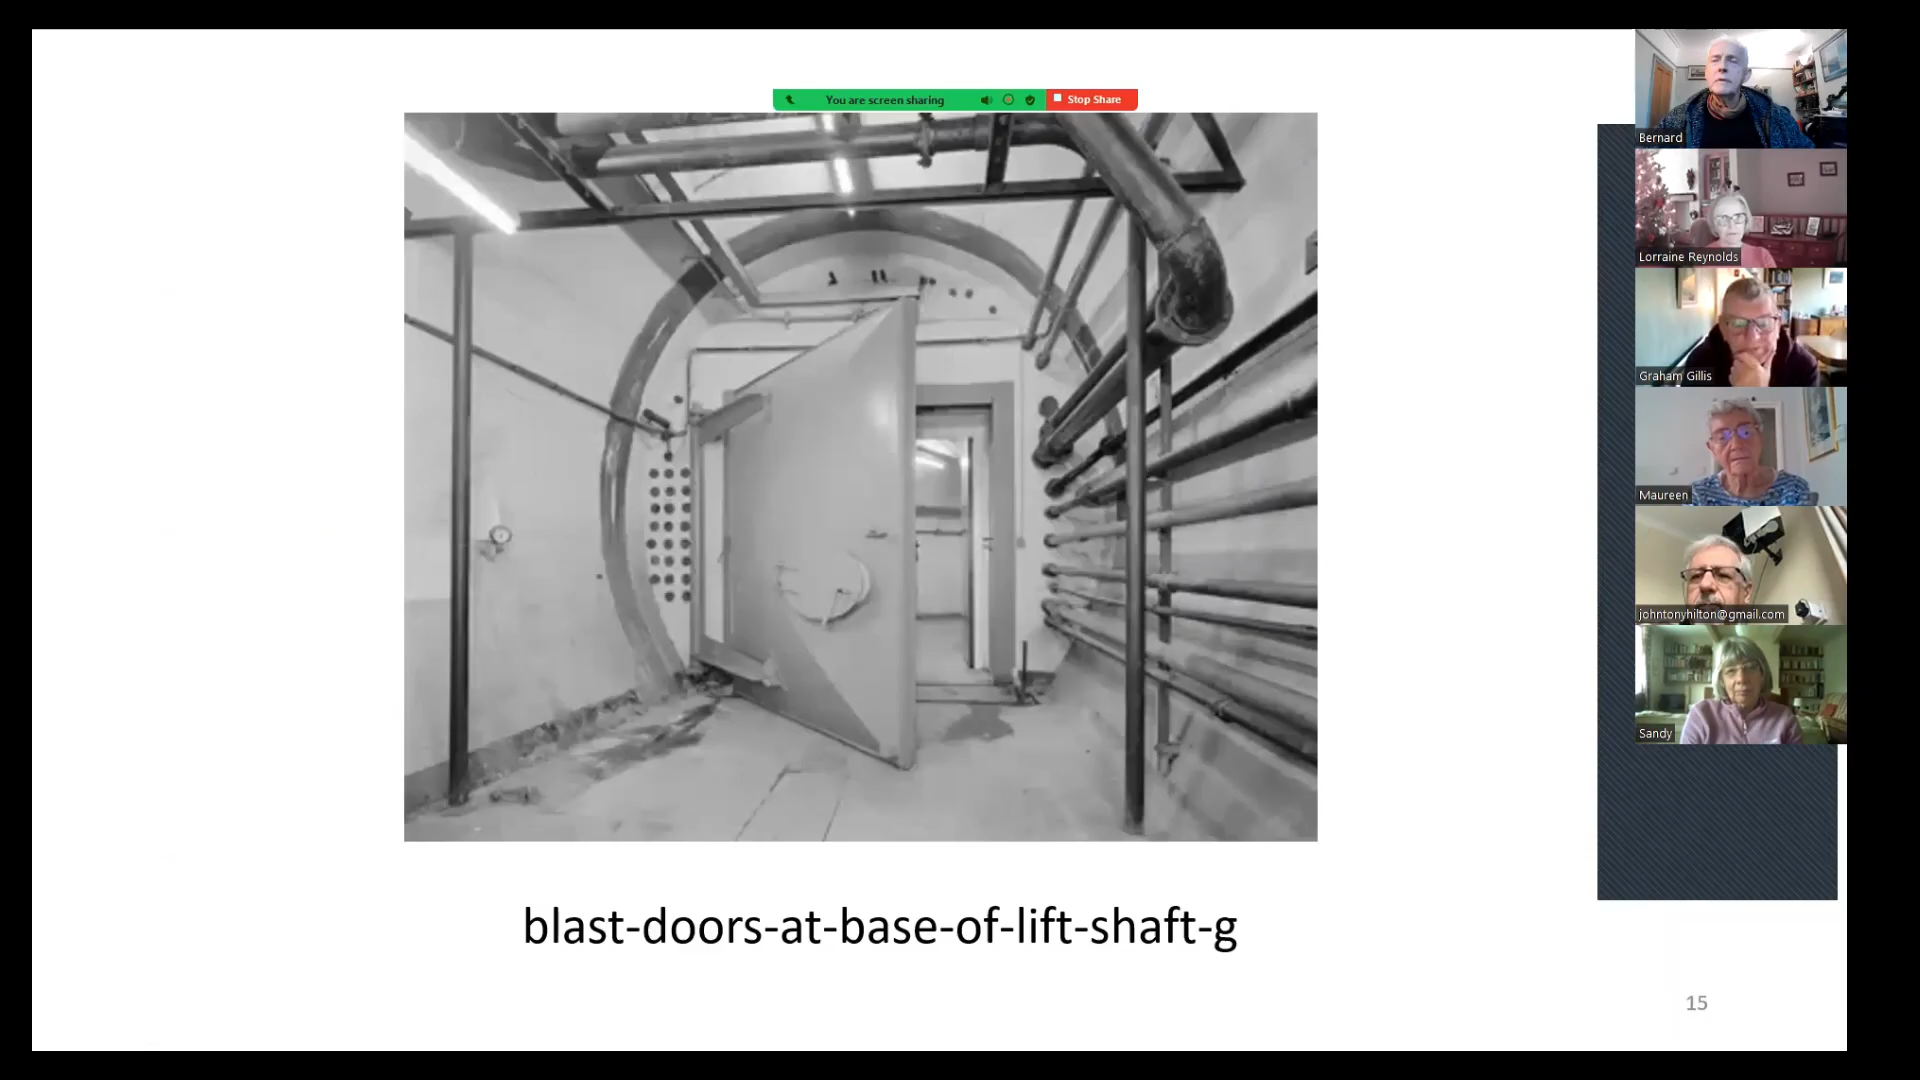 You are screen sharing
Stop Share
Bernard
Lorraine Reynolds
Graham Gillis
Maureen
johntonyhilton@gmail.com
Sandy
blast-doors-at-base-of-lift-shaft-g
15